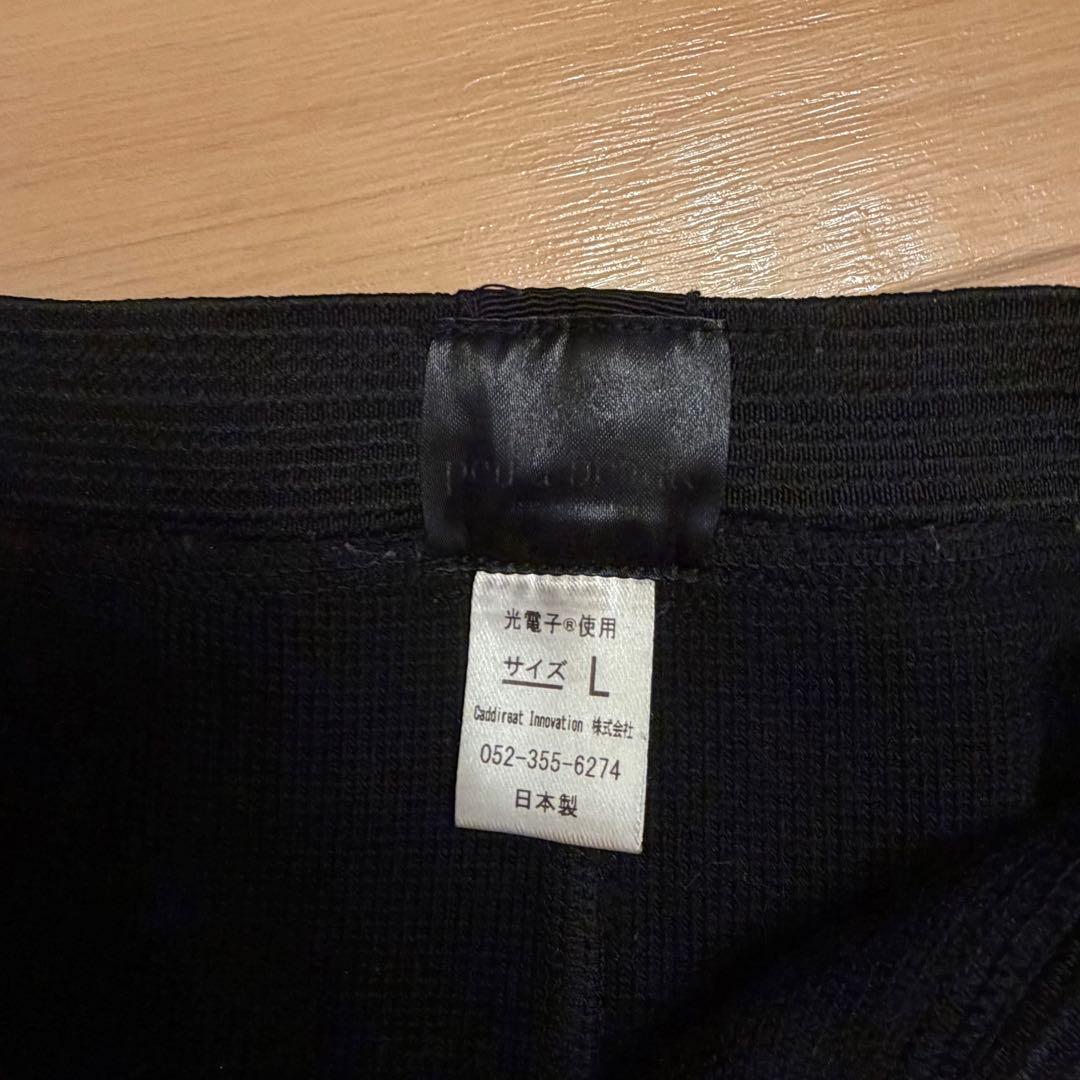 光電子®使用
サイズ L
Caddireat Innovation 株式会社
052-355-6274
日本製